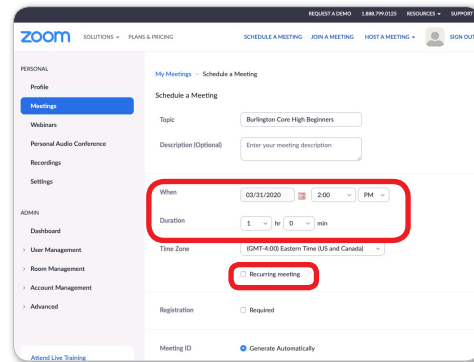 REQUEST A DEMO 1.888.799.0125 RESOURCES SUPPORT
zoom SOLUTIONS PLANS & PRICING SCHEDULE A MEETING JOIN A MEETING HOST A MEETING SIGN OUT
PERSONAL
Profile
Meetings
Webinars
Personal Audio Conference
Recordings
Settings
ADMIN
Dashboard
> User Management
> Room Management
> Account Management
> Advanced
Attend Live Training
My Meetings > Schedule a Meeting
Schedule a Meeting
Topic Burlington Core High Beginners
Description (Optional) Enter your meeting description
When 03/31/2020 2:00 PM
Duration 1 hr 0 min
Time Zone (GMT-4:00) Eastern Time (US and Canada)
Recurring meeting
Registration Required
Meeting ID Generate Automatically